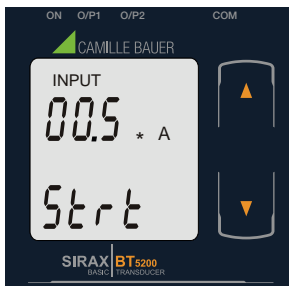 ON O/P1 O/P2 COM
CAMILLE BAUER
INPUT
00.5 * A
Strt
SIRAX BT5200
BASIC TRANSDUCER